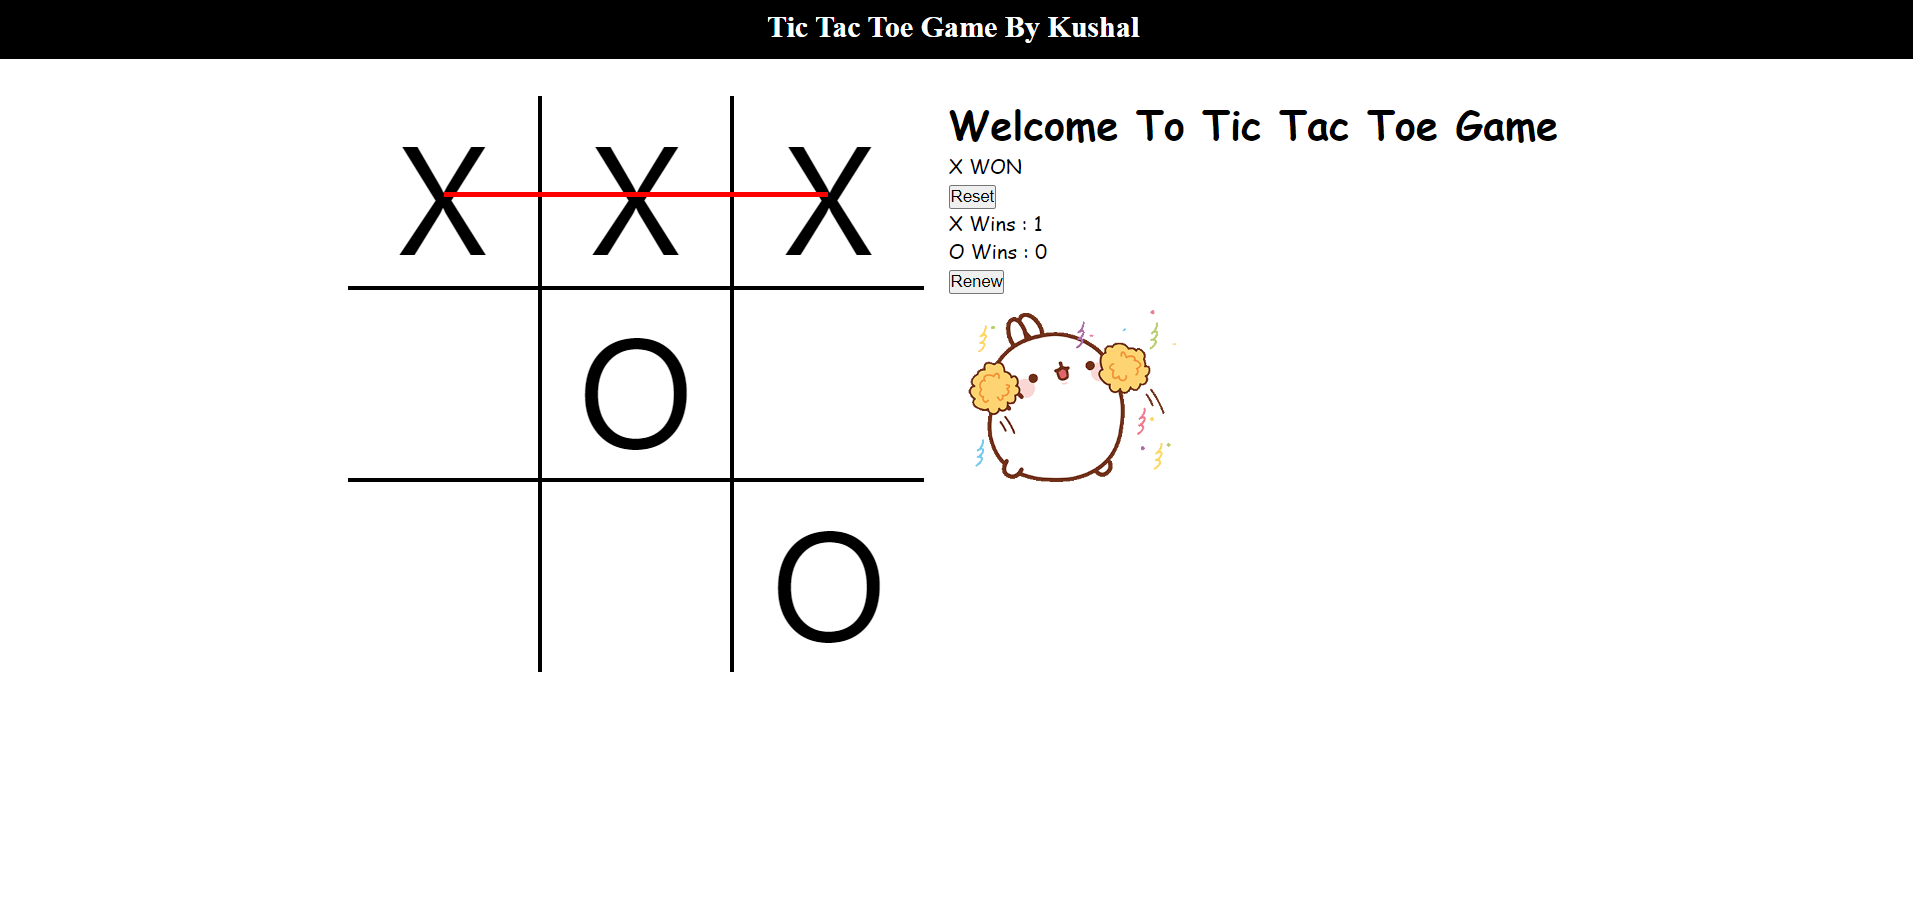 Tic Tac Toe Game By Kushal
X X X
O
O
Welcome To Tic Tac Toe Game
X WON
Reset
X Wins : 1
O Wins : 0
Renew